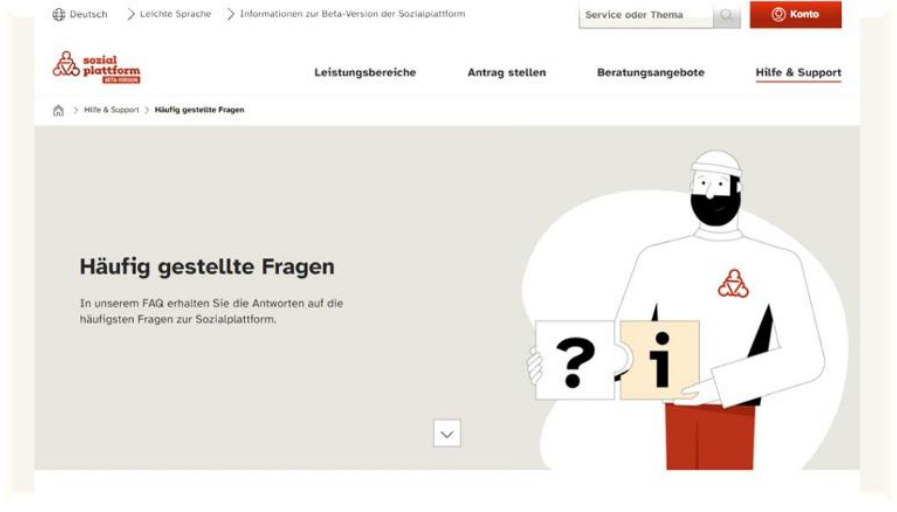 Deutsch > Leichte Sprache > Informationen zur Beta-Version der Sozialplattform
Service oder Thema
Konto
sozial
plattform
BETA-VERSION
Leistungsbereiche Antrag stellen Beratungsangebote Hilfe & Support
> Hilfe & Support > Häufig gestellte Fragen
Häufig gestellte Fragen
In unserem FAQ erhalten Sie die Antworten auf die
häufigsten Fragen zur Sozialplattform.
? i